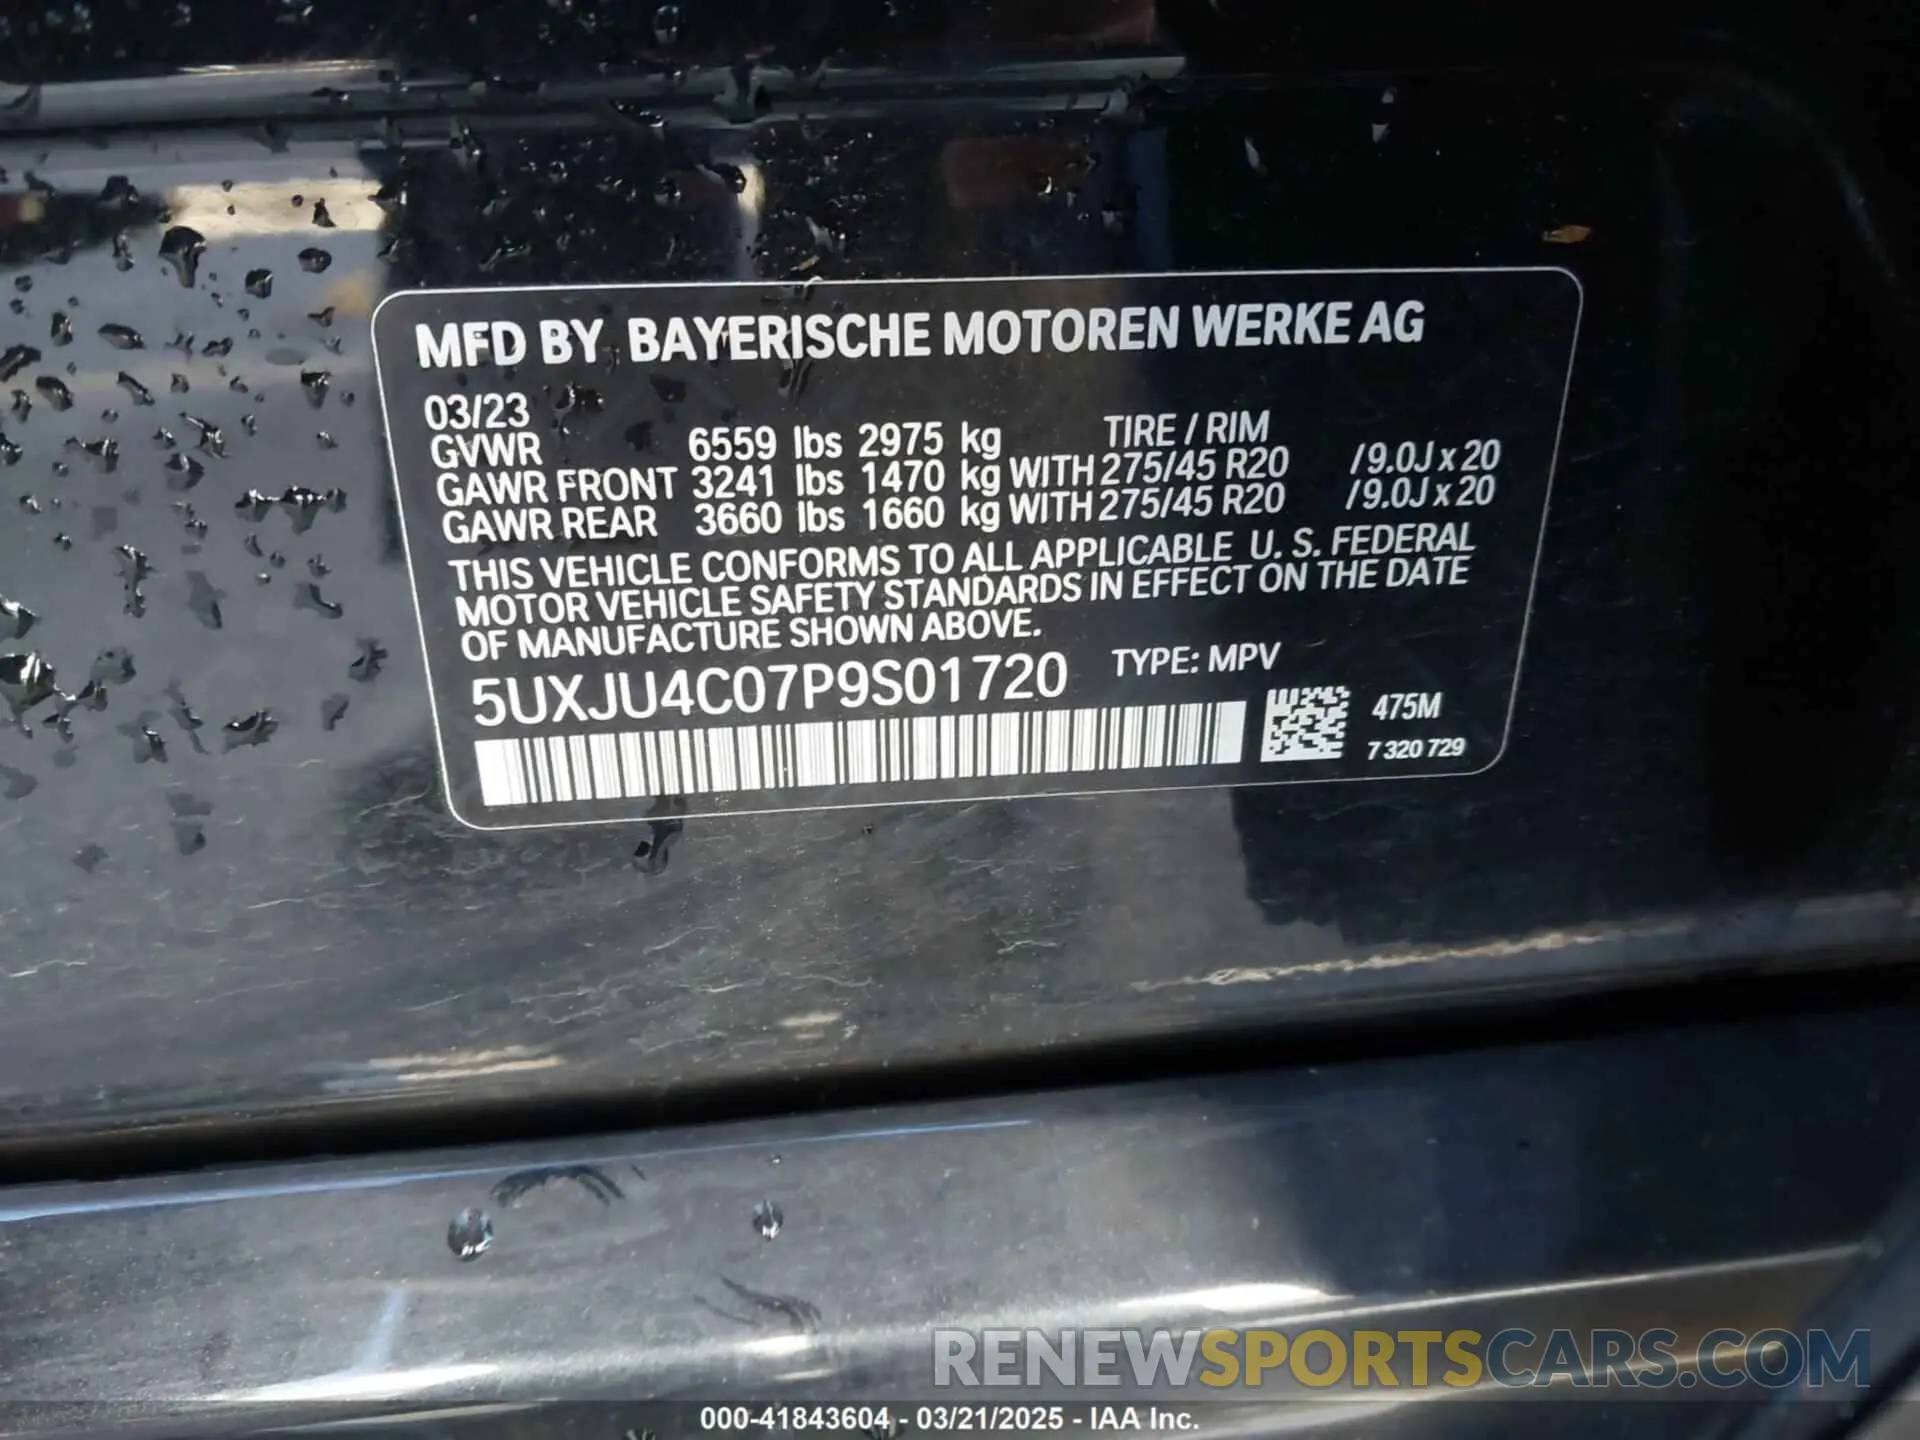 MFD BY BAYERISCHE MOTOREN WERKE AG
03/23 TIRE / RIM
GVWR 6559 lbs 2975 kg
GAWR FRONT 3241 lbs 1470 kg WITH 275/45 R20 /9.0J x 20
GAWR REAR 3660 lbs 1660 kg WITH 275/45 R20 /9.0J x 20
THIS VEHICLE CONFORMS TO ALL APPLICABLE U. S. FEDERAL
MOTOR VEHICLE SAFETY STANDARDS IN EFFECT ON THE DATE
OF MANUFACTURE SHOWN ABOVE.
5UXJU4C07P9S01720 TYPE: MPV
475M
7 320 729
RENEWSPORTSCARS.COM
000-41843604 - 03/21/2025 - IAA Inc.